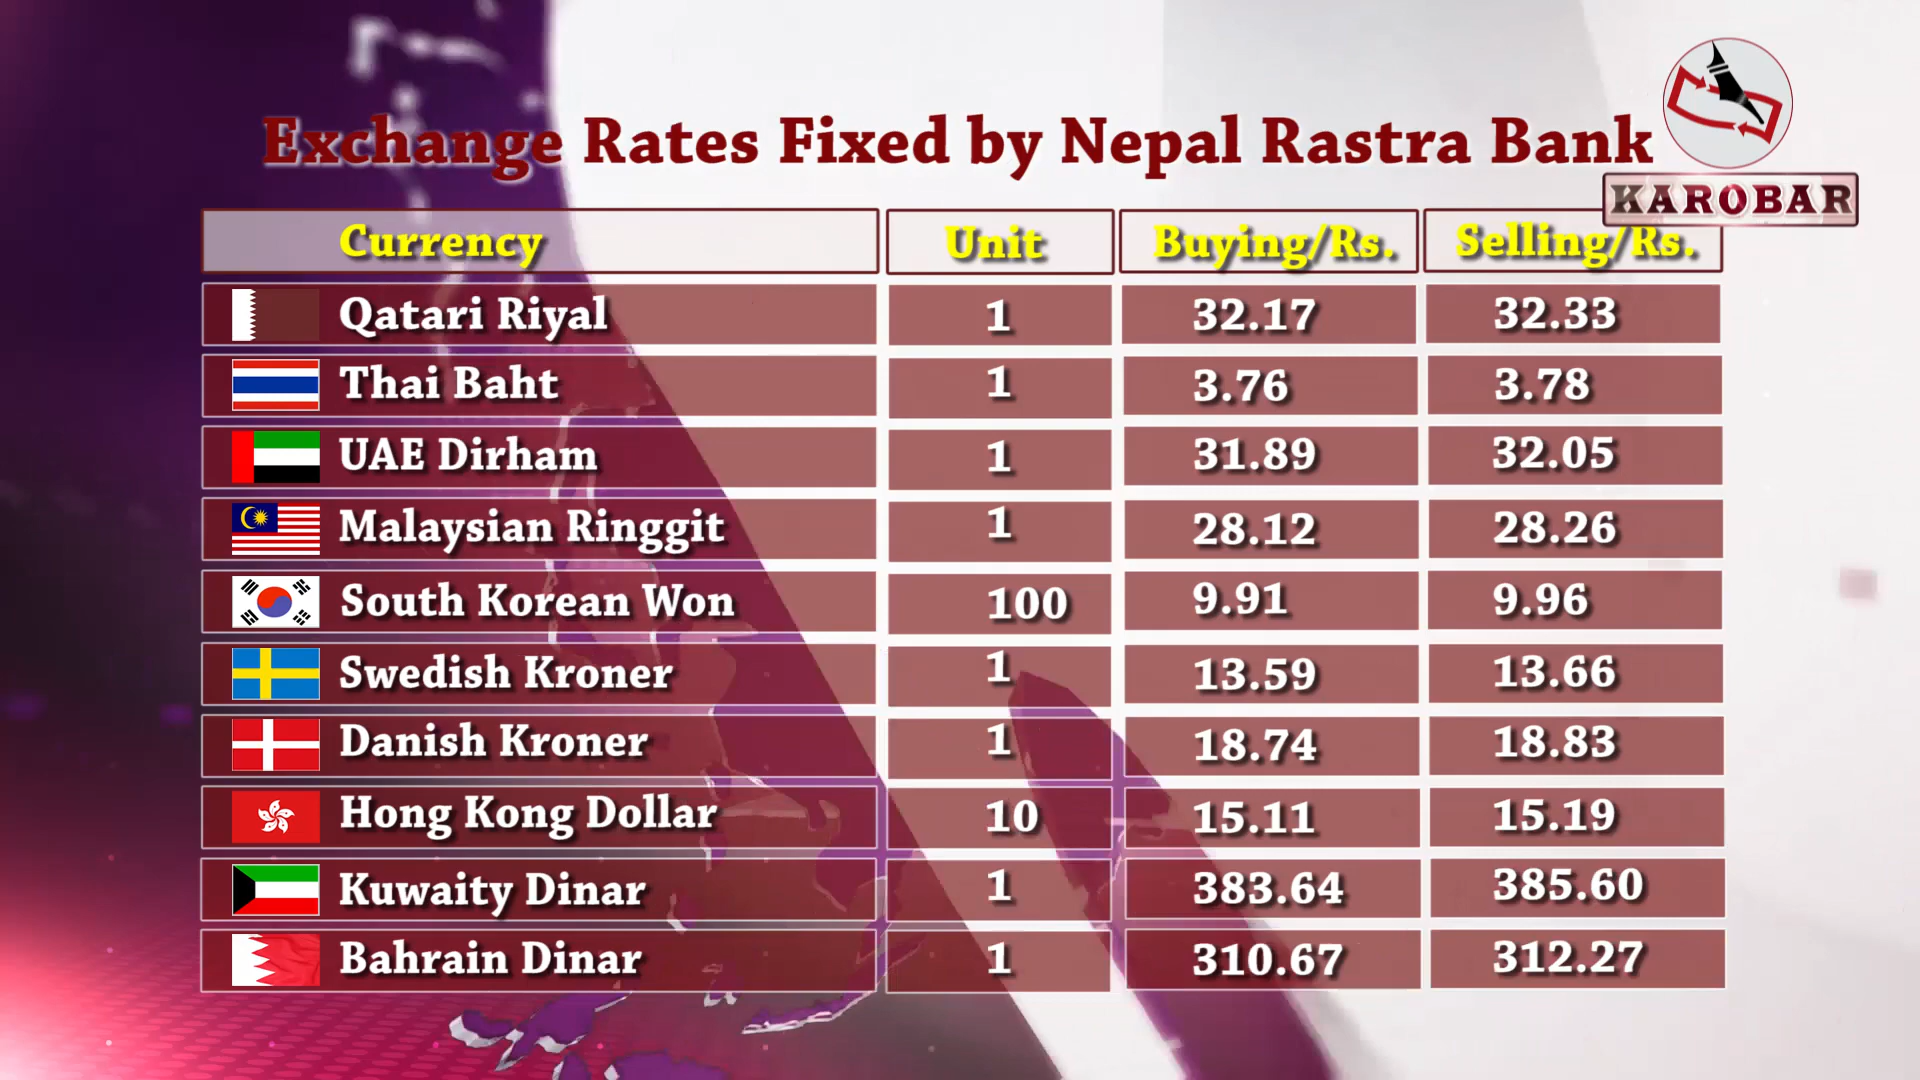 Exchange Rates Fixed by Nepal Rastra Bank
KAROBAR
Currency Unit Buying/Rs. Selling/Rs.
Qatari Riyal 1 32.17 32.33
Thai Baht 1 3.76 3.78
UAE Dirham 1 31.89 32.05
Malaysian Ringgit 1 28.12 28.26
South Korean Won 100 9.91 9.96
Swedish Kroner 1 13.59 13.66
Danish Kroner 1 18.74 18.83
Hong Kong Dollar 10 15.11 15.19
Kuwaity Dinar 1 383.64 385.60
Bahrain Dinar 1 310.67 312.27